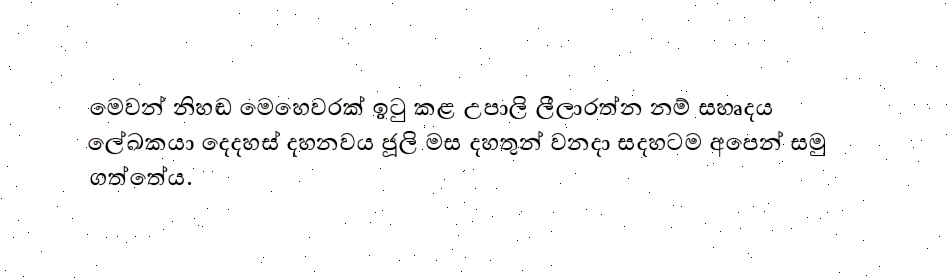 මෙවන් නිහඬ මෙහෙවරක් ඉටු කළ උපාලි ලීලාරත්න නම් සහෘදය
ලේඛකයා දෙදහස් දහනවය ජූලි මස දහතුන් වනදා සදහටම අපෙන් සමු
ගත්තේය.